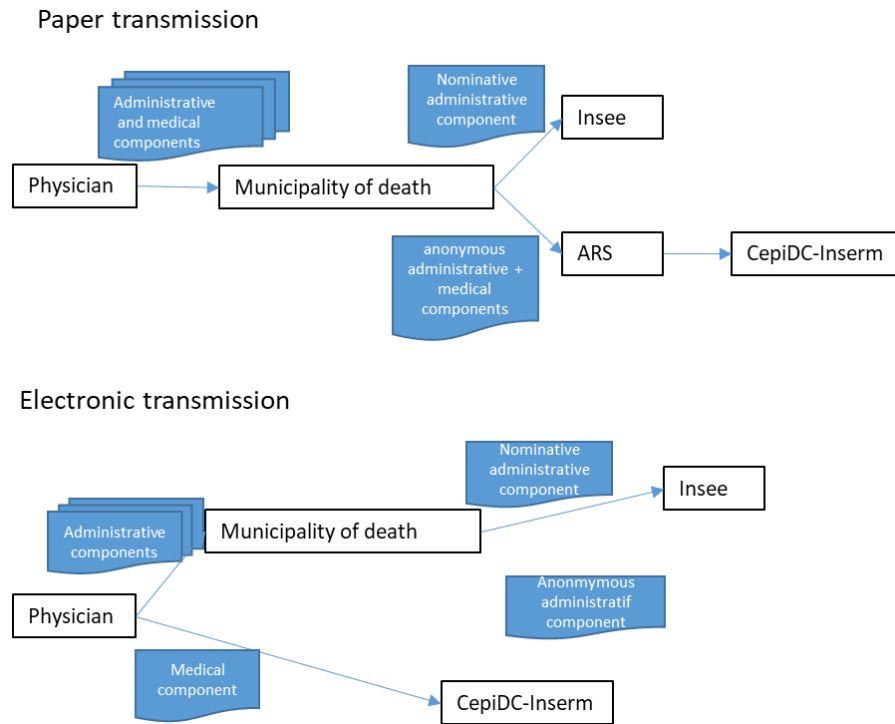 Paper transmission
Administrative
and medical
components
Nominative
administrative
component
Insee
Physician
Municipality of death
anonymous
administrative +
medical
components
ARS
CepiDC-Inserm
Electronic transmission
Nominative
administrative
component
Insee
Administrative
components
Municipality of death
Anonmymous
administratif
component
Physician
Medical
component
CepiDC-Inserm